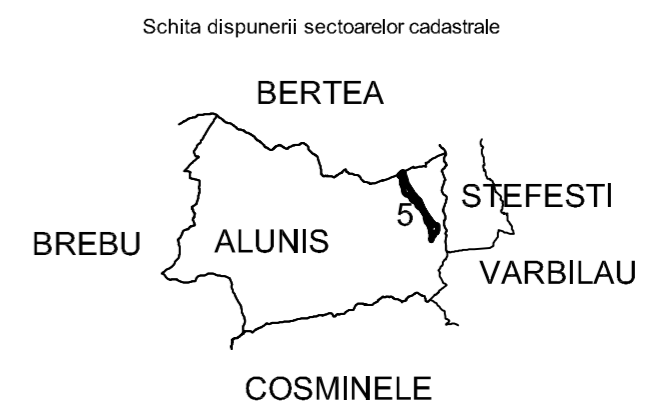 Schita dispunerii sectoarelor cadastrale
BERTEA
STEFESTI
5
BREBU
ALUNIS
VARBILAU
COSMINELE